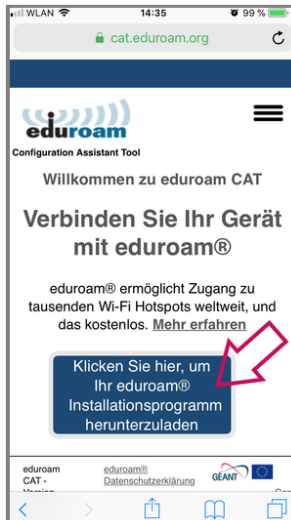 WLAN 14:35 99 %
cat.eduroam.org
eduroam
Configuration Assistant Tool
Willkommen zu eduroam CAT
Verbinden Sie Ihr Gerät
mit eduroam®
eduroam® ermöglicht Zugang zu
tausenden Wi-Fi Hotspots weltweit, und
das kostenlos. Mehr erfahren
Klicken Sie hier, um
Ihr eduroam®
Installationsprogramm
herunterzuladen
eduroam eduroam® GÉANT
CAT - Datenschutzerklärung